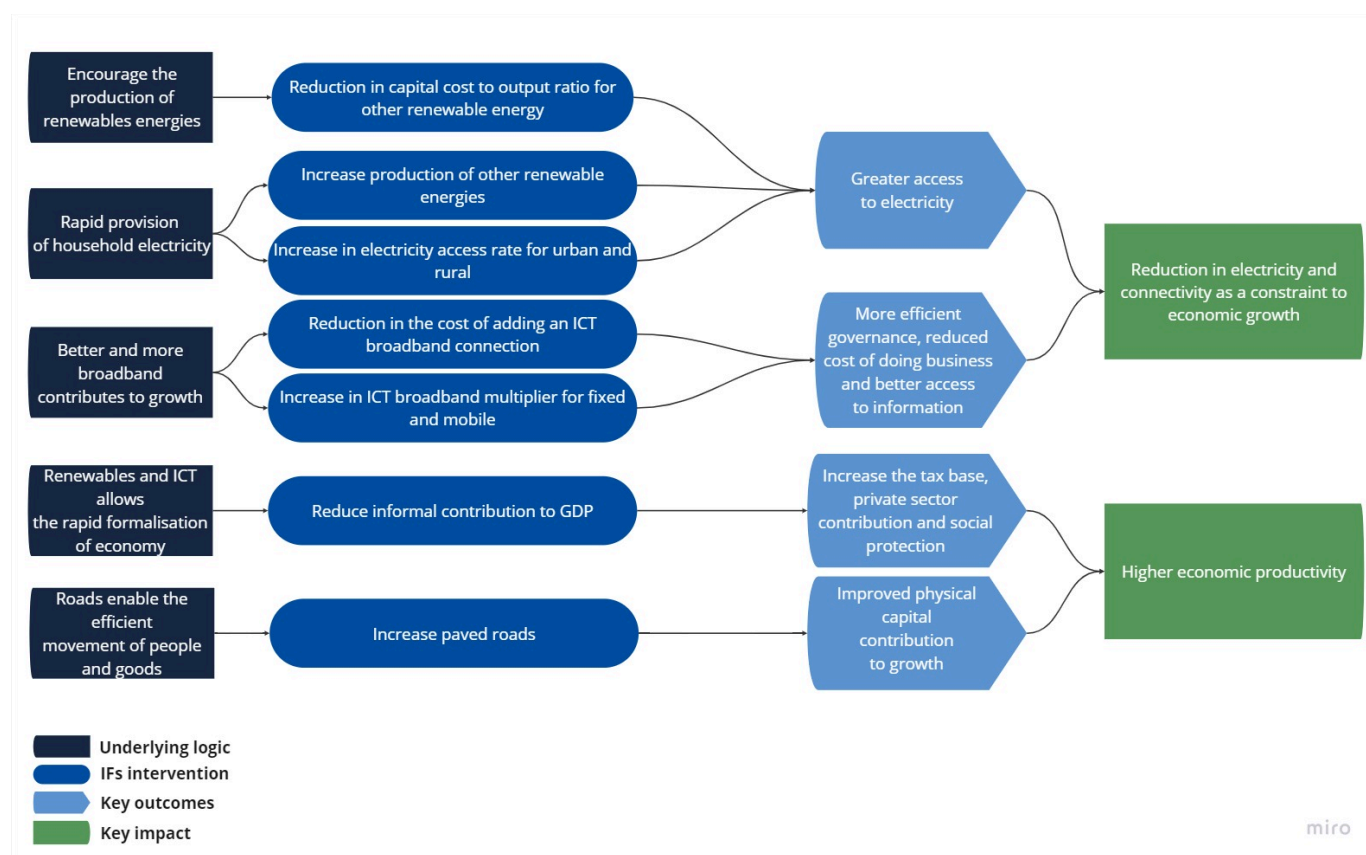 Encourage the
production of
renewables energies
Reduction in capital cost to output ratio for
other renewable energy
Rapid provision
of household electricity
Increase production of other renewable
energies
Increase in electricity access rate for urban and
rural
Greater access
to electricity
Better and more
broadband
contributes to growth
Reduction in the cost of adding an ICT
broadband connection
Increase in ICT broadband multiplier for fixed
and mobile
More efficient
governance, reduced
cost of doing business
and better access
to information
Reduction in electricity and
connectivity as a constraint to
economic growth
Renewables and ICT
allows
the rapid formalisation
of economy
Reduce informal contribution to GDP
Increase the tax base,
private sector
contribution and social
protection
Roads enable the
efficient
movement of people
and goods
Increase paved roads
Improved physical
capital
contribution
to growth
Higher economic productivity
Underlying logic
IFs intervention
Key outcomes
Key impact
miro